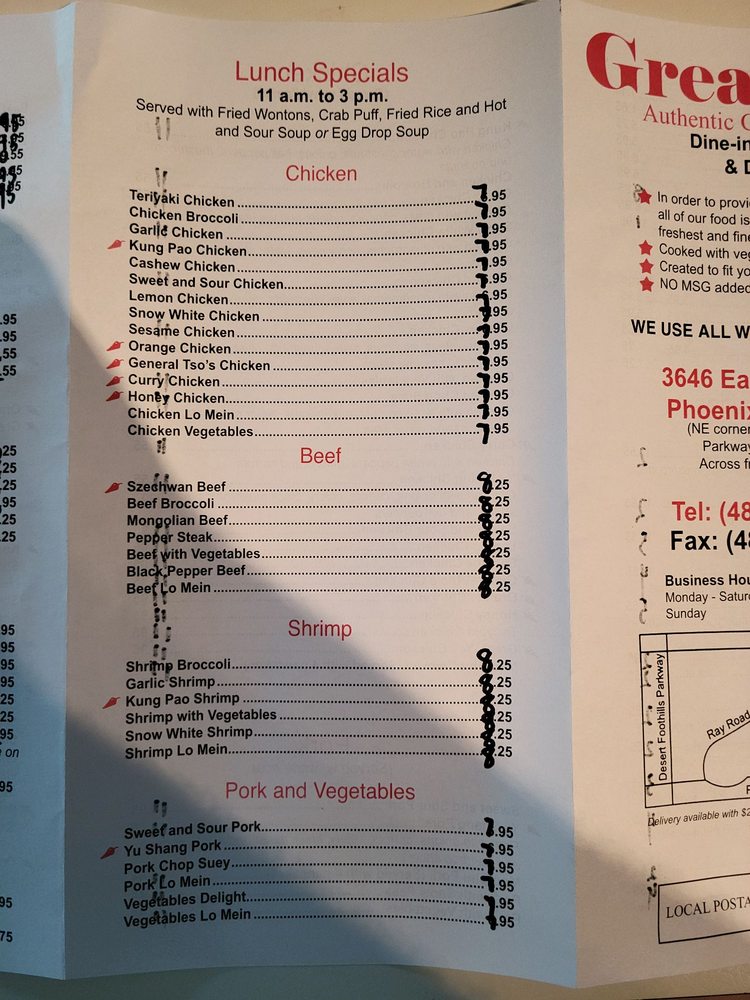 Lunch Specials
11 a.m. to 3 p.m.
Served with Fried Wontons, Crab Puff, Fried Rice and Hot
and Sour Soup or Egg Drop Soup
Chicken
Teriyaki Chicken 7.95
Chicken Broccoli 7.95
Garlic Chicken 7.95
Kung Pao Chicken 7.95
Cashew Chicken 7.95
Sweet and Sour Chicken 7.95
Lemon Chicken 7.95
Snow White Chicken 7.95
Sesame Chicken 7.95
Orange Chicken 7.95
General Tso's Chicken 7.95
Curry Chicken 7.95
Honey Chicken 7.95
Chicken Lo Mein 7.95
Chicken Vegetables 7.95
Beef
Szechwan Beef 8.25
Beef Broccoli 8.25
Mongolian Beef 8.25
Pepper Steak 8.25
Beef with Vegetables 8.25
Black Pepper Beef 8.25
Beef Lo Mein 8.25
Shrimp
Shrimp Broccoli 8.25
Garlic Shrimp 8.25
Kung Pao Shrimp 8.25
Shrimp with Vegetables 8.25
Snow White Shrimp 8.25
Shrimp Lo Mein 8.25
Pork and Vegetables
Sweet and Sour Pork 7.95
Yu Shang Pork 7.95
Pork Chop Suey 7.95
Pork Lo Mein 7.95
Vegetables Delight 7.95
Vegetables Lo Mein 7.95
Grea
Authentic C
Dine-in
& D
In order to provi
all of our food is
freshest and fine
Cooked with veg
Created to fit yo
NO MSG added
WE USE ALL W
3646 Ea
Phoenix
(NE corner
Parkway
Across f
Tel: (48
Fax: (48
Business Hou
Monday - Saturd
Sunday
Desert Foothills Parkway
Ray Road
Delivery available with $2
LOCAL POSTA